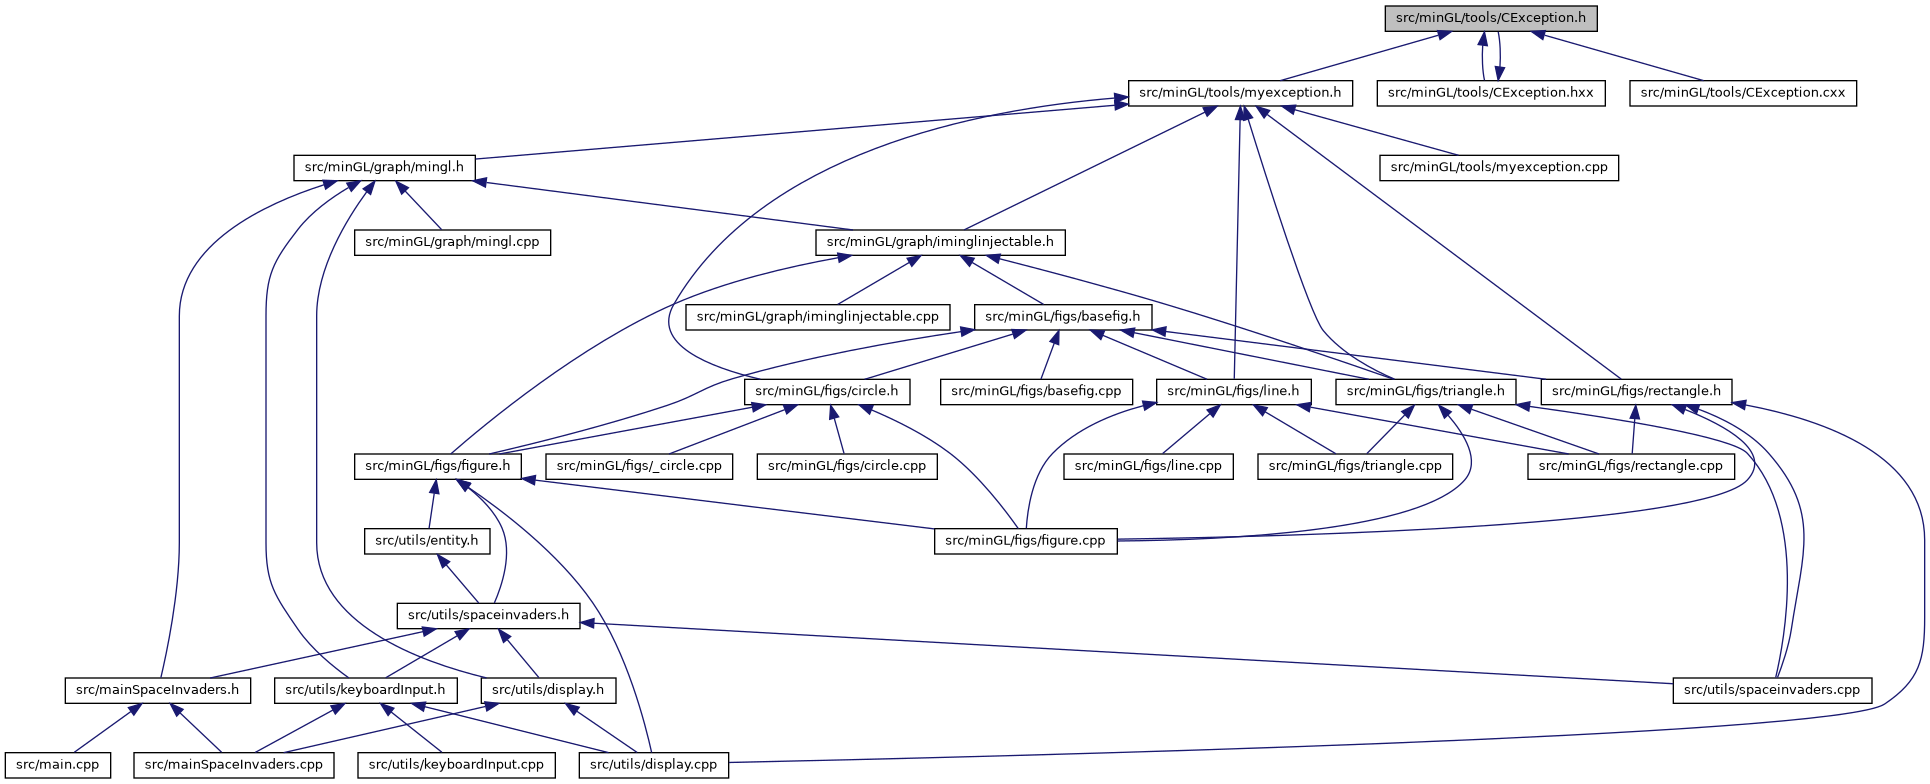 src/minGL/tools/CException.h
src/minGL/tools/myexception.h
src/minGL/tools/CException.hxx
src/minGL/tools/CException.cxx
src/minGL/graph/mingl.h
src/minGL/tools/myexception.cpp
src/minGL/graph/mingl.cpp
src/minGL/graph/iminglinjectable.h
src/minGL/graph/iminglinjectable.cpp
src/minGL/figs/basefig.h
src/minGL/figs/circle.h
src/minGL/figs/basefig.cpp
src/minGL/figs/line.h
src/minGL/figs/triangle.h
src/minGL/figs/rectangle.h
src/minGL/figs/figure.h
src/minGL/figs/_circle.cpp
src/minGL/figs/circle.cpp
src/minGL/figs/line.cpp
src/minGL/figs/triangle.cpp
src/minGL/figs/rectangle.cpp
src/utils/entity.h
src/minGL/figs/figure.cpp
src/utils/spaceinvaders.h
src/mainSpaceInvaders.h
src/utils/keyboardInput.h
src/utils/display.h
src/utils/spaceinvaders.cpp
src/main.cpp
src/mainSpaceInvaders.cpp
src/utils/keyboardInput.cpp
src/utils/display.cpp